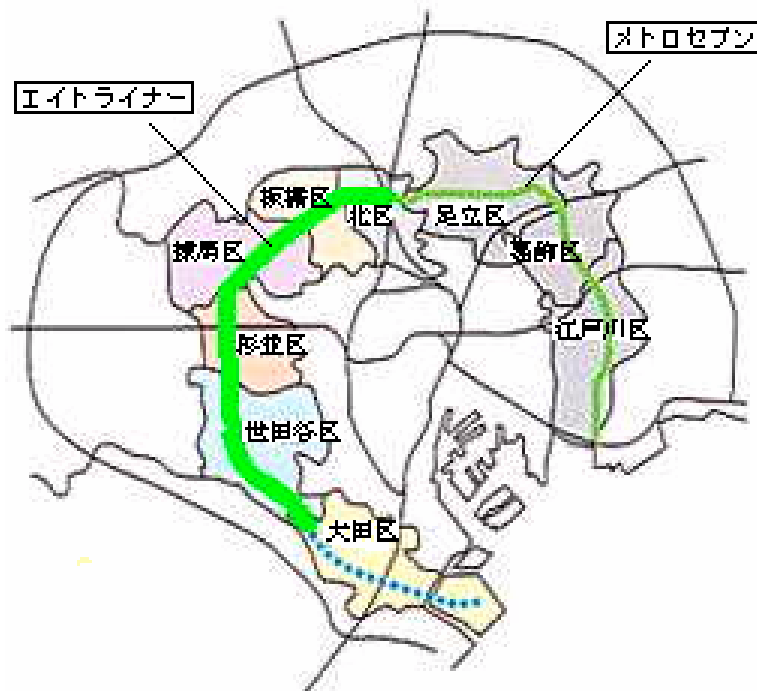 メトロセブン
エイトライナー
板橋区
北区
足立区
練馬区
葛飾区
江戸川区
杉並区
世田谷区
大田区